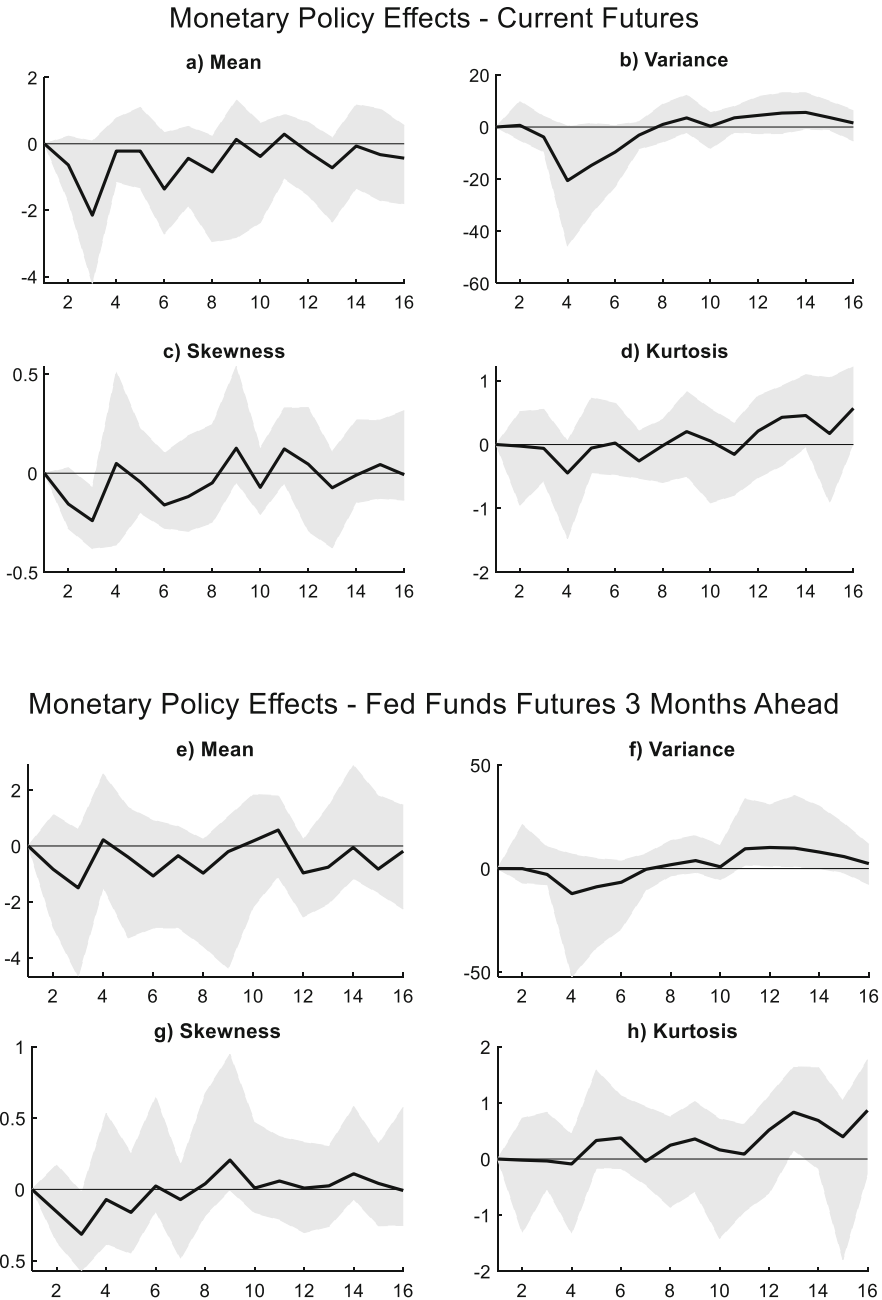 Monetary Policy Effects - Current Futures
a) Mean
b) Variance
2
0
-2
-4
2 4 6 8 10 12 14 16
20
0
-20
-40
-60
2 4 6 8 10 12 14 16
c) Skewness
d) Kurtosis
0.5
0
-0.5
2 4 6 8 10 12 14 16
1
0
-1
-2
2 4 6 8 10 12 14 16
Monetary Policy Effects - Fed Funds Futures 3 Months Ahead
e) Mean
f) Variance
2
0
-2
-4
2 4 6 8 10 12 14 16
50
0
-50
2 4 6 8 10 12 14 16
g) Skewness
h) Kurtosis
1
0.5
0
0.5
2 4 6 8 10 12 14 16
2
1
0
-1
-2
2 4 6 8 10 12 14 16